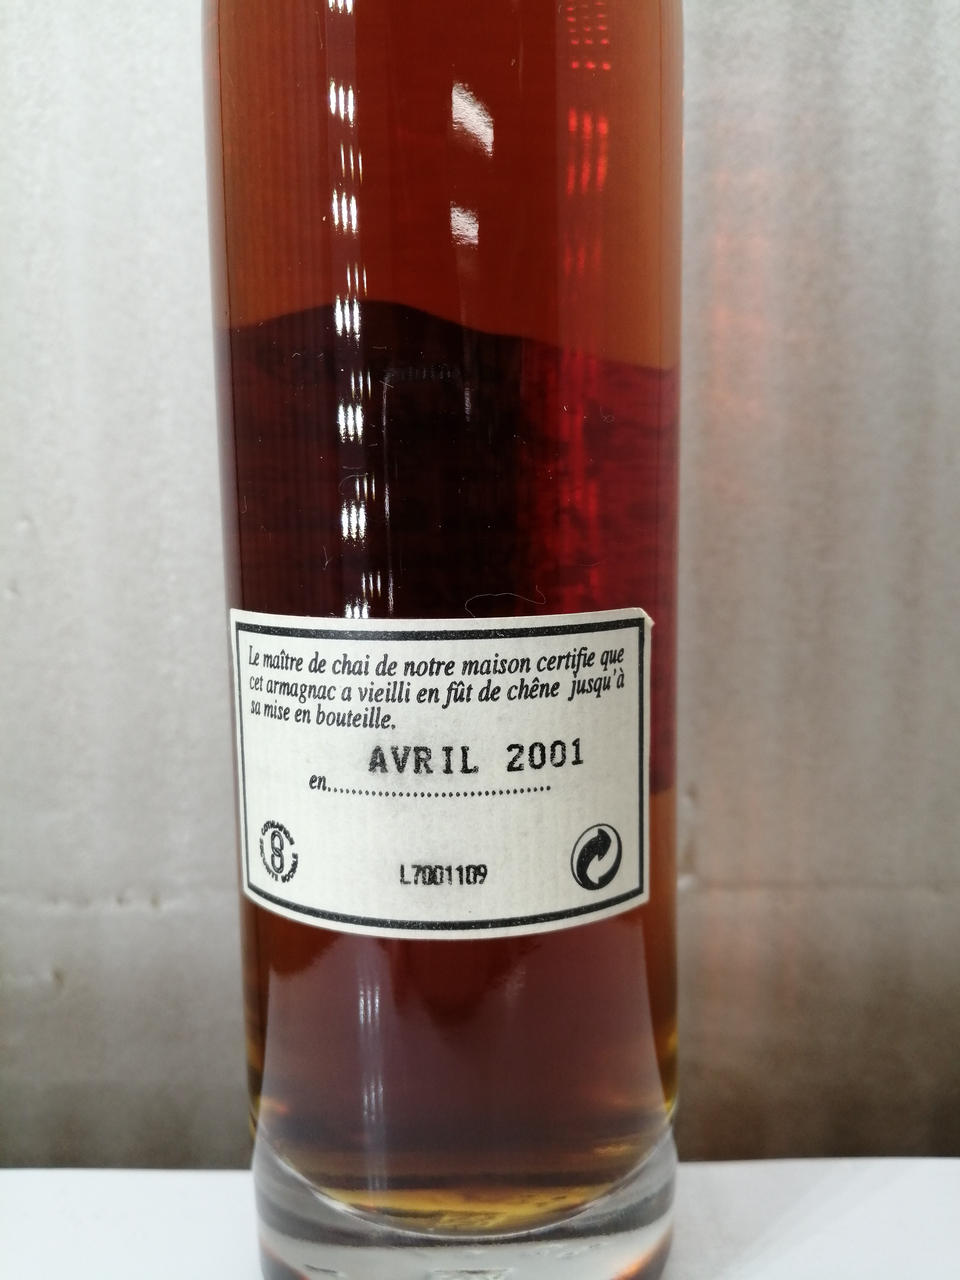 Le maître de chai de notre maison certifie que
cet armagnac a vieilli en fût de chêne jusqu'à
sa mise en bouteille.
AVRIL 2001
en..................................
L7001109